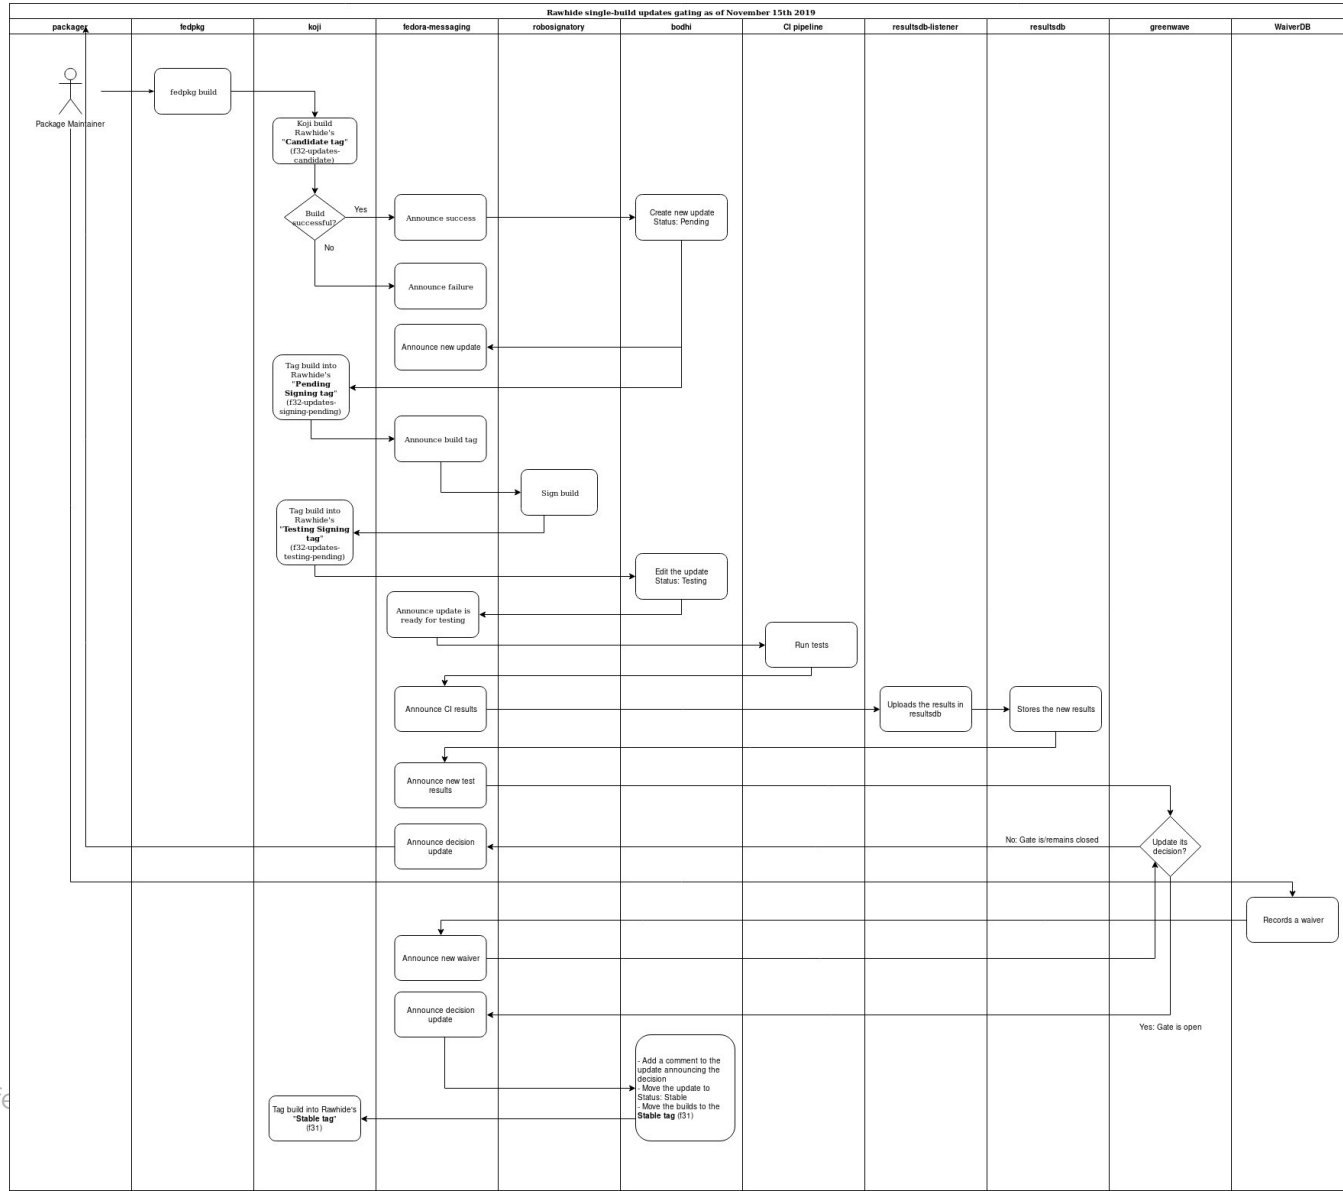 Rawhide single-build updates gating as of November 15th 2019
packager
fedpkg
koji
fedora-messaging
robosignatory
bodhi
CI pipeline
resultsdb-listener
resultsdb
greenwave
WaiverDB
Package Maintainer
fedpkg build
Koji build
Rawhide's
"Candidate tag"
(f32-updates-
candidate)
Build
successful?
Yes
No
Announce success
Create new update
Status: Pending
Announce failure
Announce new update
Tag build into
Rawhide's
"Pending
Signing tag"
(f32-updates-
signing-pending)
Announce build tag
Sign build
Tag build into
Rawhide's
"Testing Signing
tag"
(f32-updates-
testing-pending)
Edit the update
Status: Testing
Announce update is
ready for testing
Run tests
Announce CI results
Uploads the results in
resultsdb
Stores the new results
Announce new test
results
Announce decision
update
No: Gate is/remains closed
Update its
decision?
Records a waiver
Announce new waiver
Announce decision
update
Yes: Gate is open
- Add a comment to the
update announcing the
decision
- Move the update to
Status: Stable
- Move the builds to the
Stable tag (f31)
Tag build into Rawhide's
"Stable tag"
(f31)